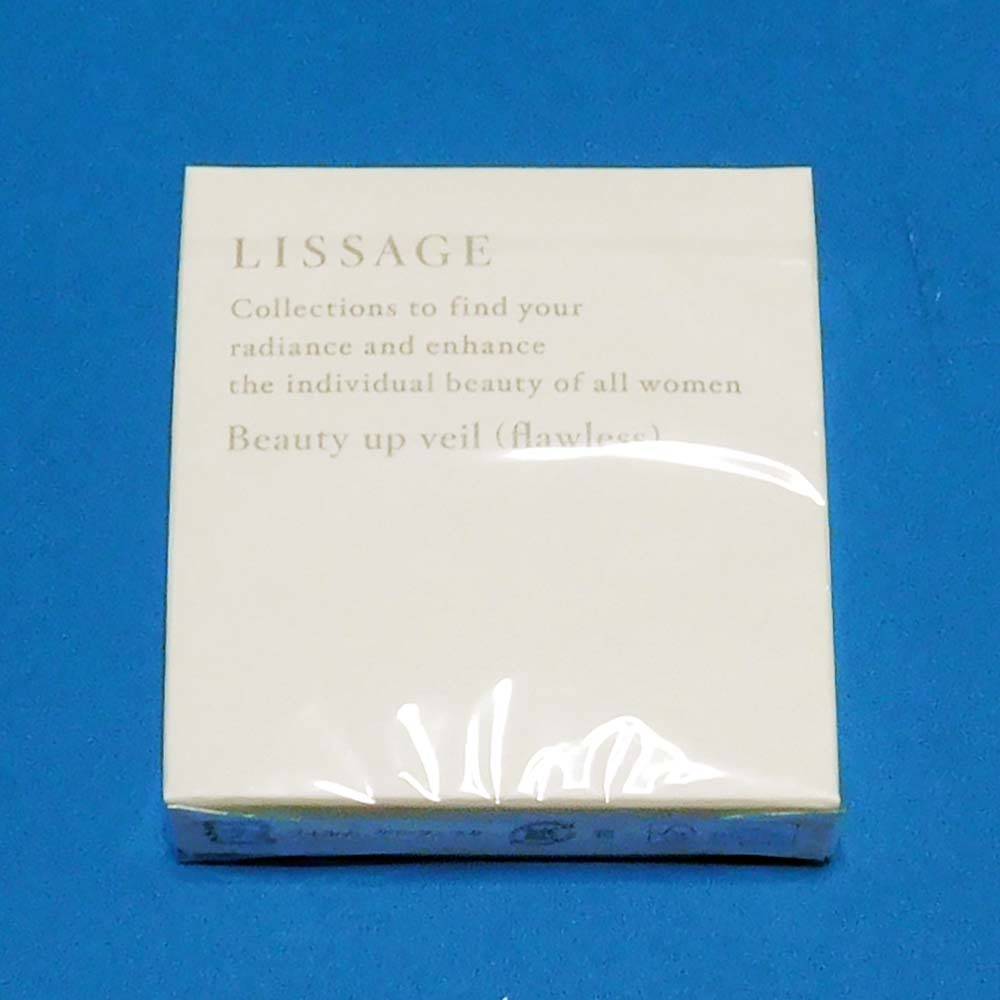 LISSAGE
Collections to find your
radiance and enhance
the individual beauty of all women
Beauty up veil (flawless)